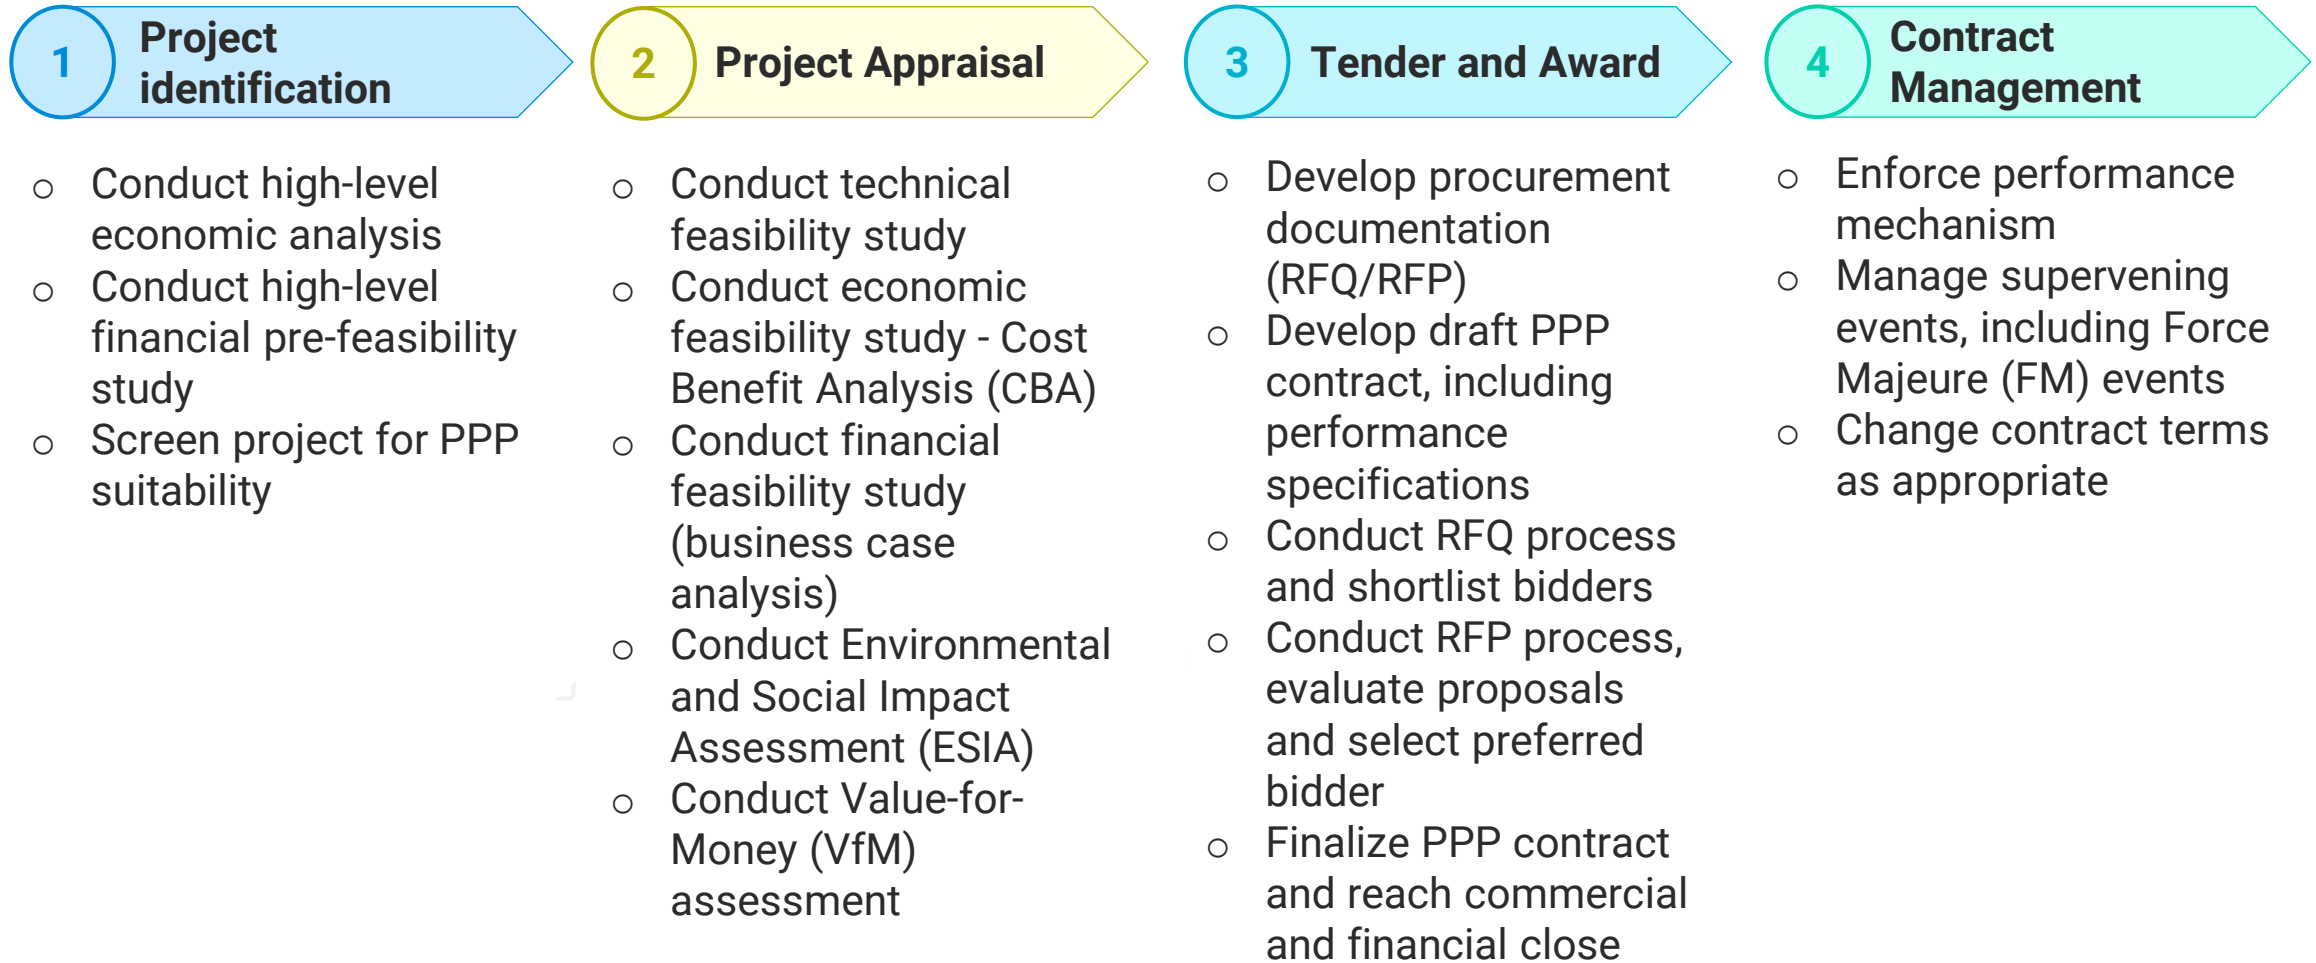 1
Project
identification
○ Conduct high-level
economic analysis
○ Conduct high-level
financial pre-feasibility
study
○ Screen project for PPP
suitability
2
Project Appraisal
○ Conduct technical
feasibility study
○ Conduct economic
feasibility study - Cost
Benefit Analysis (CBA)
○ Conduct financial
feasibility study
(business case
analysis)
○ Conduct Environmental
and Social Impact
Assessment (ESIA)
○ Conduct Value-for-
Money (VfM)
assessment
3
Tender and Award
○ Develop procurement
documentation
(RFQ/RFP)
○ Develop draft PPP
contract, including
performance
specifications
○ Conduct RFQ process
and shortlist bidders
○ Conduct RFP process,
evaluate proposals
and select preferred
bidder
○ Finalize PPP contract
and reach commercial
and financial close
4
Contract
Management
○ Enforce performance
mechanism
○ Manage supervening
events, including Force
Majeure (FM) events
○ Change contract terms
as appropriate